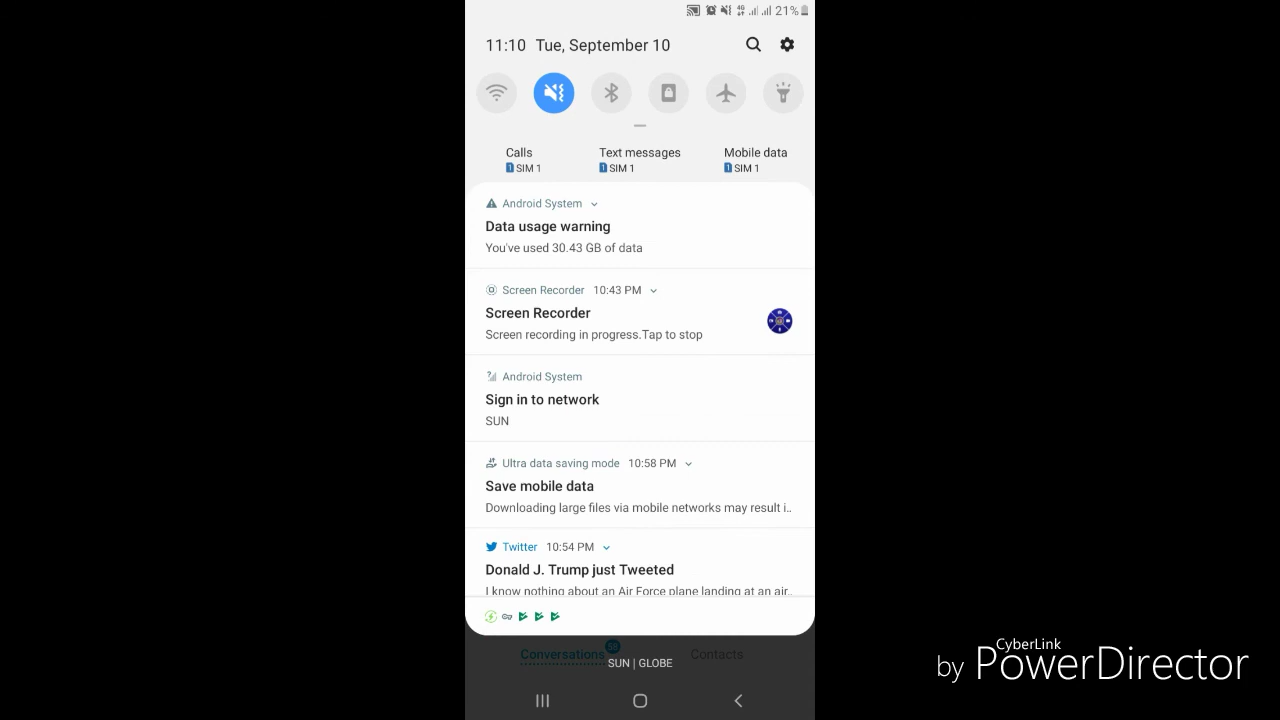 4G 21%
11:10 Tue, September 10
Calls Text messages Mobile data
1 SIM 1 1 SIM 1 1 SIM 1
Android System
Data usage warning
You've used 30.43 GB of data
Screen Recorder 10:43 PM
Screen Recorder
Screen recording in progress.Tap to stop
Android System
Sign in to network
SUN
Ultra data saving mode 10:58 PM
Save mobile data
Downloading large files via mobile networks may result i..
Twitter 10:54 PM
Donald J. Trump just Tweeted
I know nothing about an Air Force plane landing at an air..
Conversations Contacts
SUN | GLOBE
by CyberLink PowerDirector